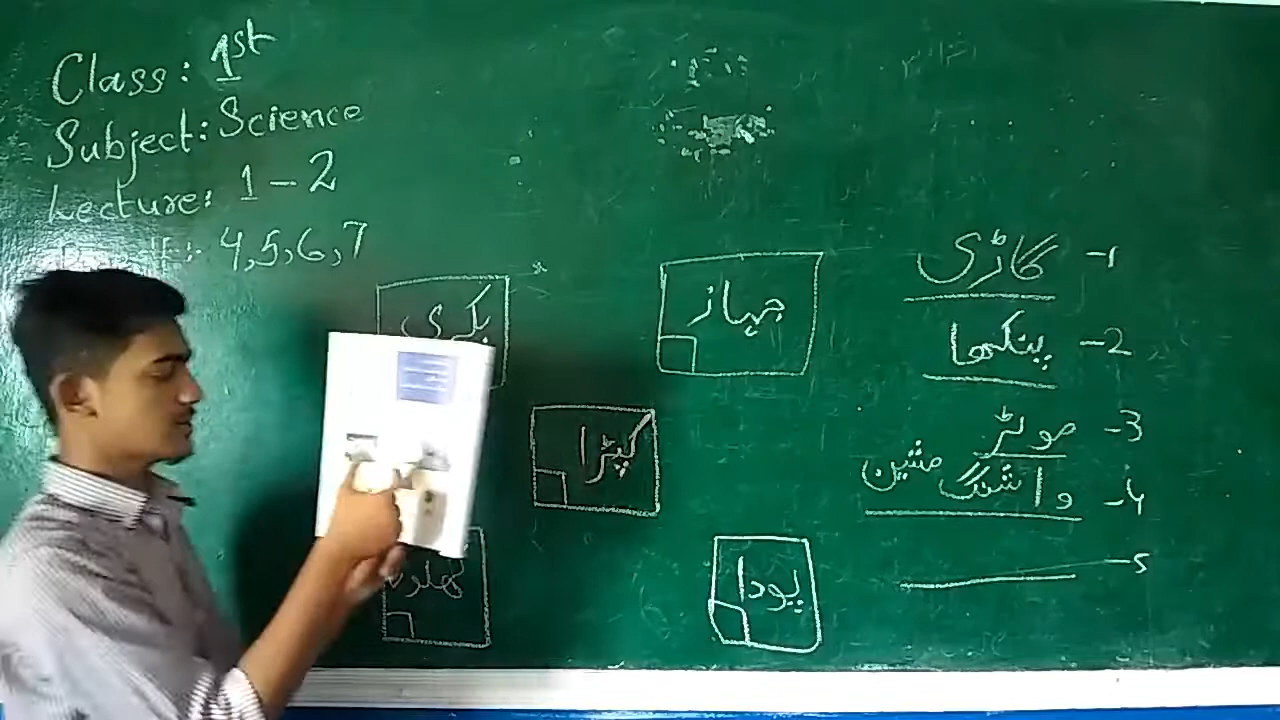 Class: 1st
Subject: Science
Lecture: 1-2
4,5,6,7
بکری
جہاز
کپڑا
پودا
1- گاڑی
2- پنکھا
3- موٹر
4- واشنگ مشین
5-